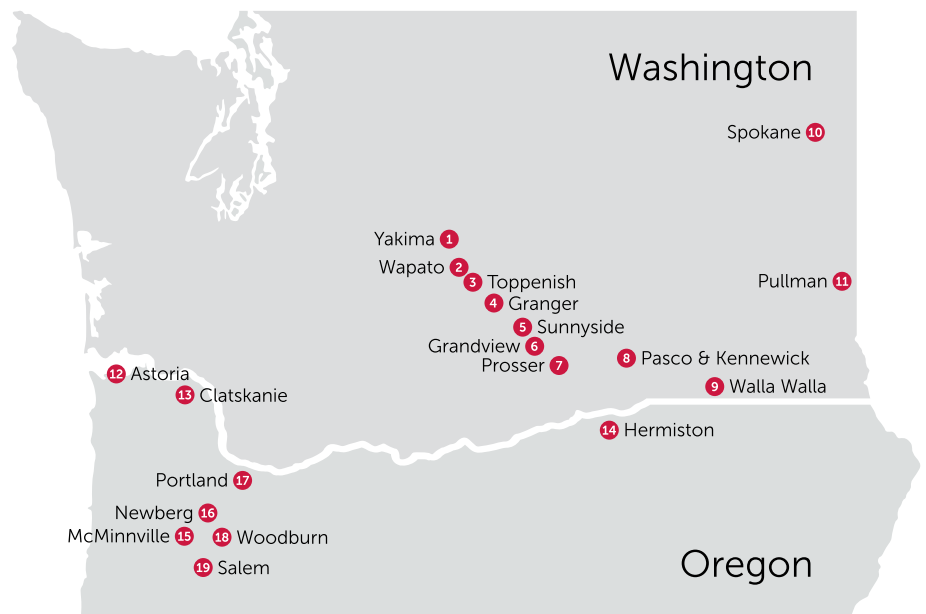 Washington
Spokane 10
Yakima 1
Wapato 2
3 Toppenish
Pullman 11
4 Granger
5 Sunnyside
Grandview 6
Prosser 7
8 Pasco & Kennewick
12 Astoria
9 Walla Walla
13 Clatskanie
14 Hermiston
Portland 17
Newberg 16
McMinnville 15
18 Woodburn
Oregon
19 Salem